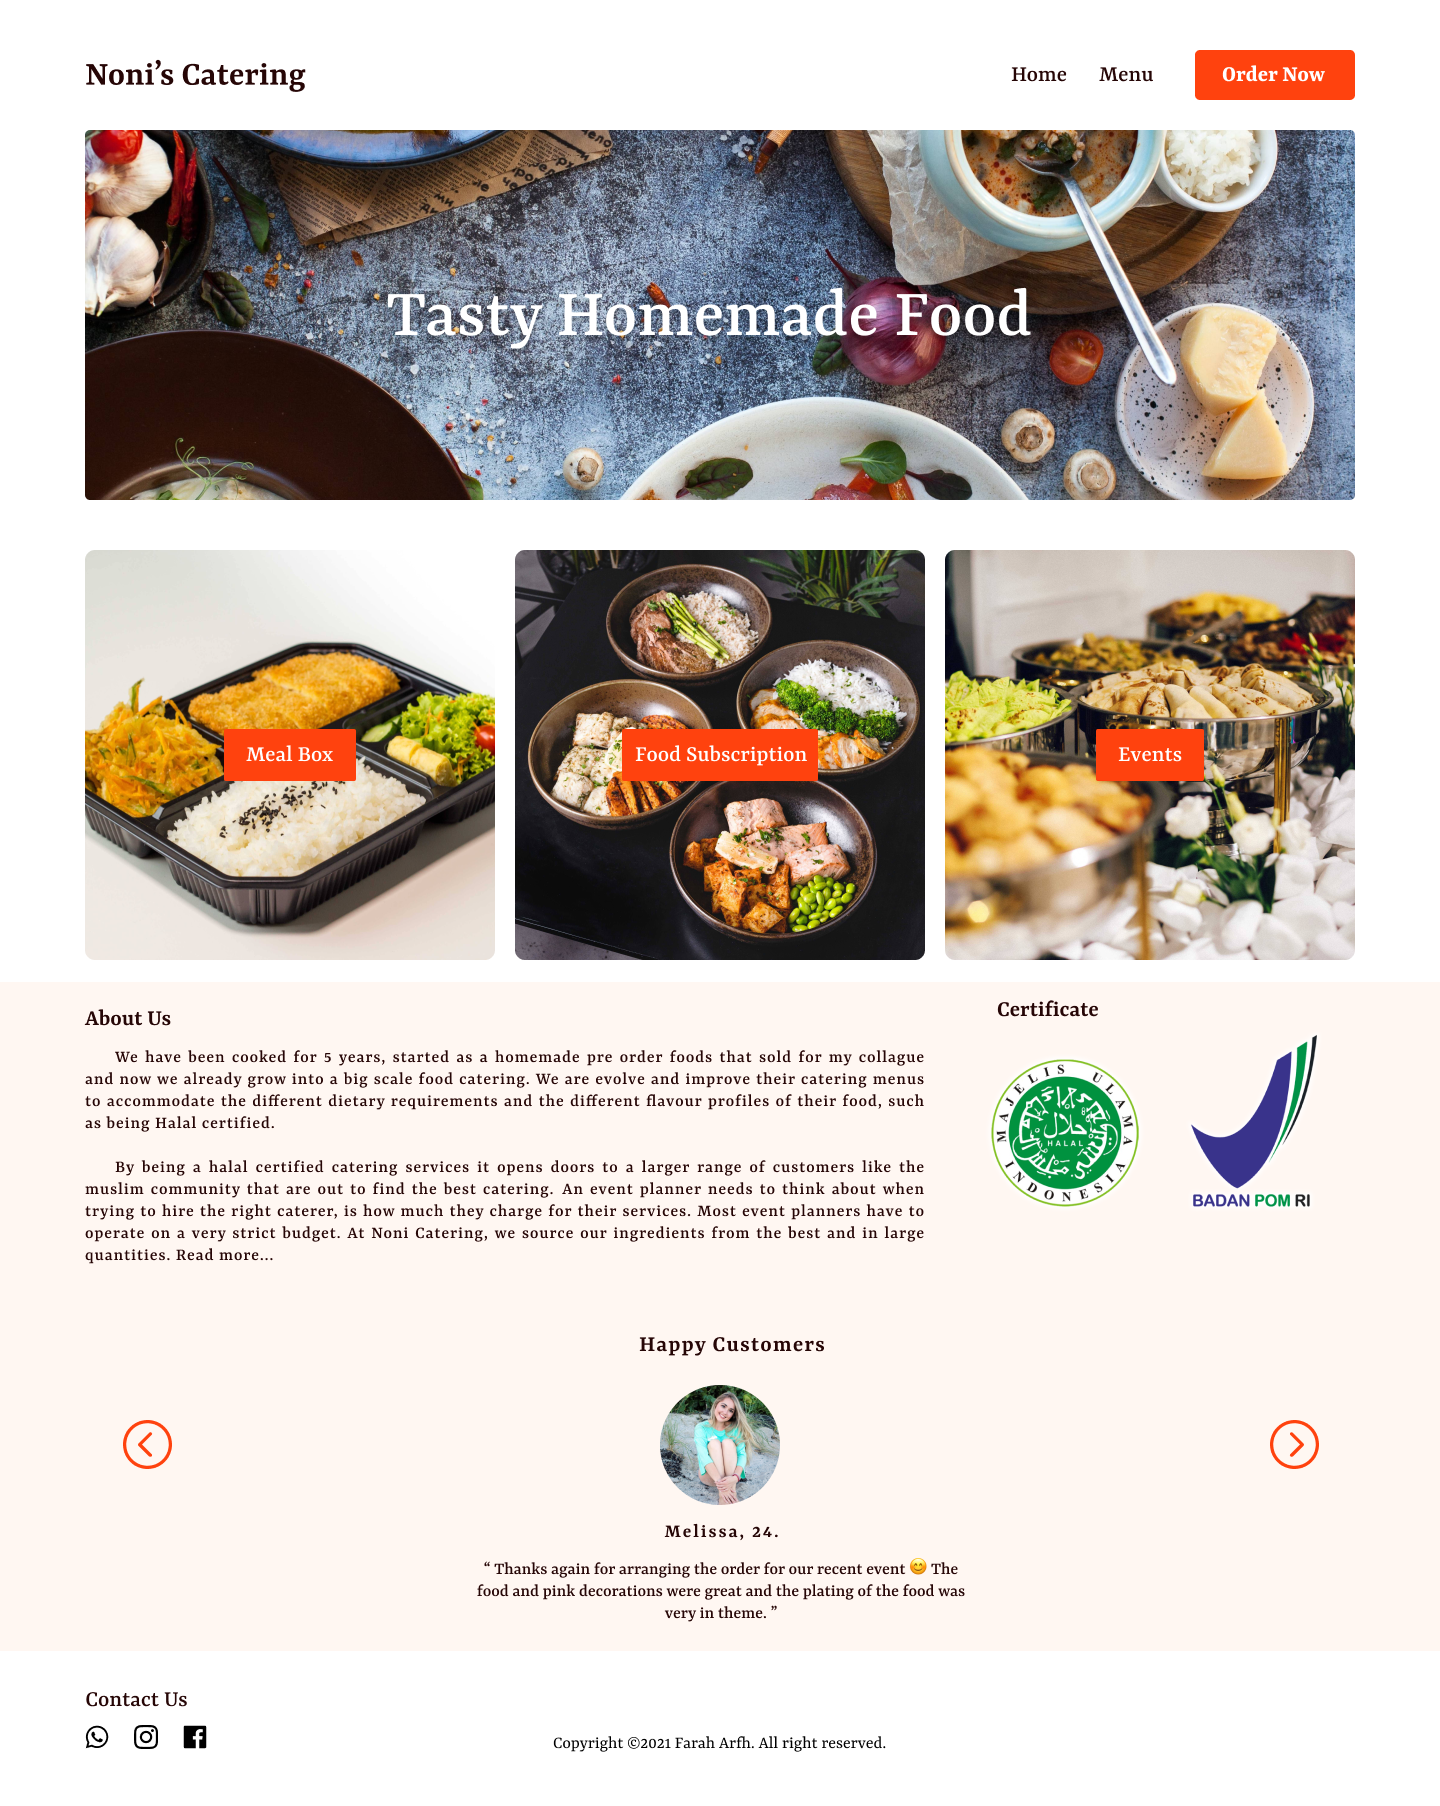 Noni’s Catering
Home
Menu
Order Now
Tasty Homemade Food
Meal Box
Food Subscription
Events
About Us
We have been cooked for 5 years, started as a homemade pre order foods that sold for my collague
and now we already grow into a big scale food catering. We are evolve and improve their catering menus
to accommodate the different dietary requirements and the different flavour profiles of their food, such
as being Halal certified.
By being a halal certified catering services it opens doors to a larger range of customers like the
muslim community that are out to find the best catering. An event planner needs to think about when
trying to hire the right caterer, is how much they charge for their services. Most event planners have to
operate on a very strict budget. At Noni Catering, we source our ingredients from the best and in large
quantities. Read more...
Certificate
MAJELIS ULAMA
حلال
HALAL
INDONESIA
BADAN POM RI
Happy Customers
Melissa, 24.
“ Thanks again for arranging the order for our recent event 😊 The
food and pink decorations were great and the plating of the food was
very in theme. ”
Contact Us
Copyright ©2021 Farah Arfh. All right reserved.